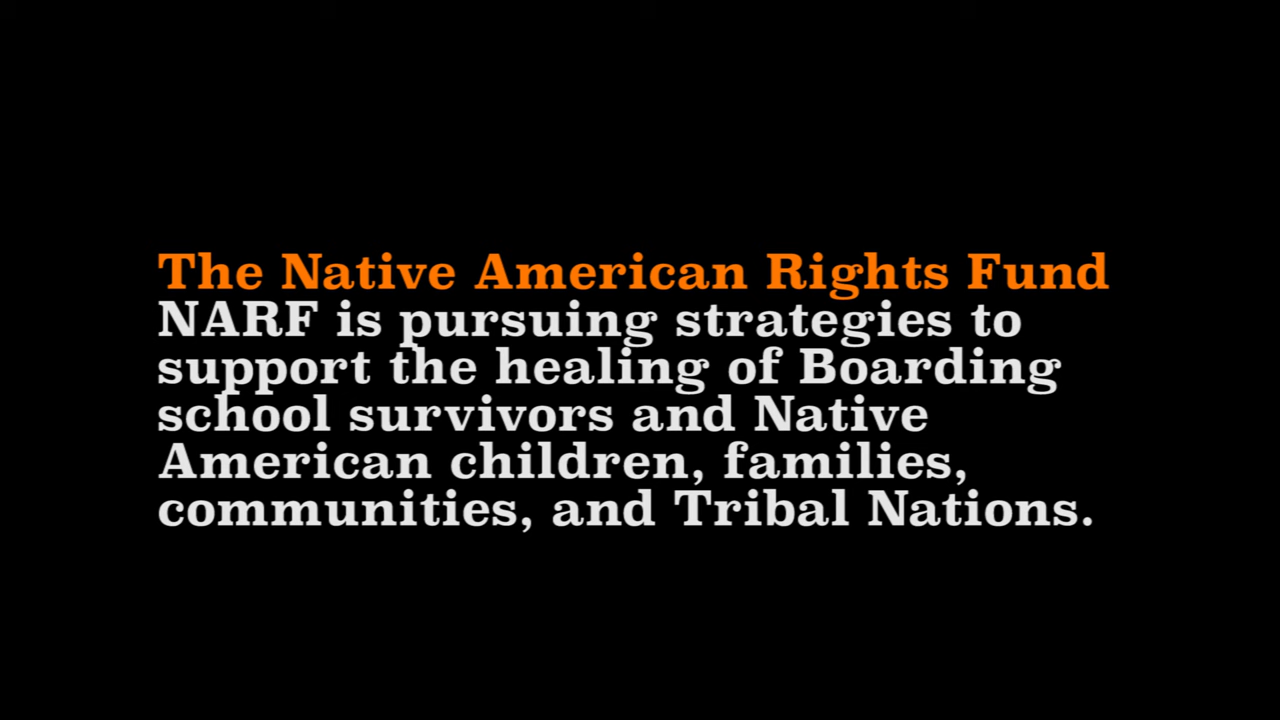 The Native American Rights Fund
NARF is pursuing strategies to
support the healing of Boarding
school survivors and Native
American children, families,
communities, and Tribal Nations.